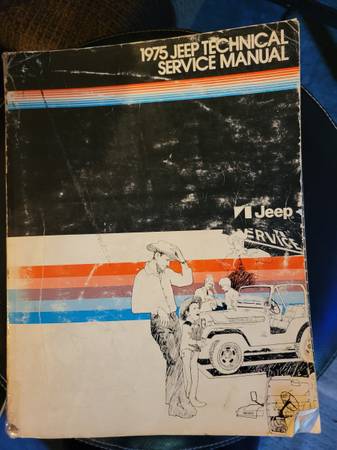 1975 JEEP TECHNICAL
SERVICE MANUAL
Jeep
SERVICE